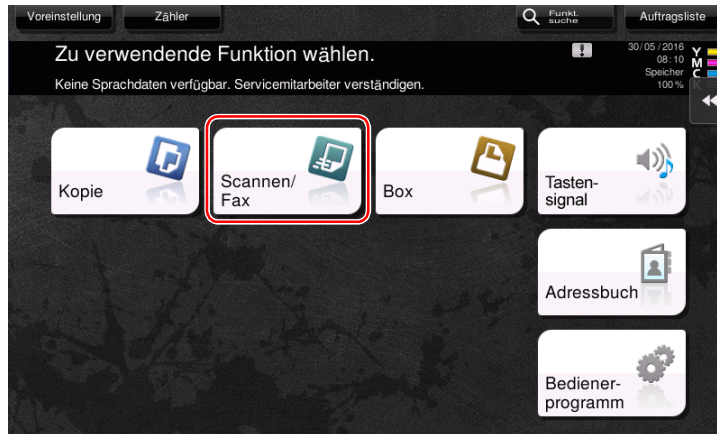 Voreinstellung
Zähler
Funkt.
suche
Auftragsliste
Zu verwendende Funktion wählen.
Keine Sprachdaten verfügbar. Servicemitarbeiter verständigen.
30/05/2016
08:10
Speicher
100 %
Y
M
C
K
Kopie
Scannen/
Fax
Box
Tasten-
signal
Adressbuch
Bediener-
programm